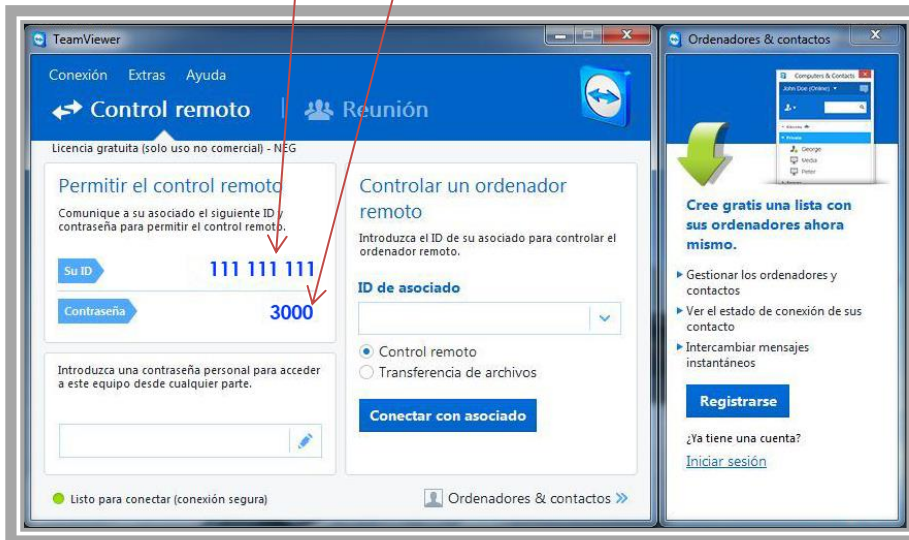 TeamViewer
Conexión Extras Ayuda
Control remoto | Reunión
Licencia gratuita (solo uso no comercial) - NEG
Permitir el control remoto
Comunique a su asociado el siguiente ID y
contraseña para permitir el control remoto.
Su ID 111 111 111
Contraseña 3000
Introduzca una contraseña personal para acceder
a este equipo desde cualquier parte.
Controlar un ordenador
remoto
Introduzca el ID de su asociado para controlar el
ordenador remoto.
ID de asociado
Control remoto
Transferencia de archivos
Conectar con asociado
Listo para conectar (conexión segura)
Ordenadores & contactos
Ordenadores & contactos
X
Computers & Contacts
John Doe (Online)
George
Media
Peter
Cree gratis una lista con
sus ordenadores ahora
mismo.
Gestionar los ordenadores y
contactos
Ver el estado de conexión de sus
contacto
Intercambiar mensajes
instantáneos
Registrarse
¿Ya tiene una cuenta?
Iniciar sesión